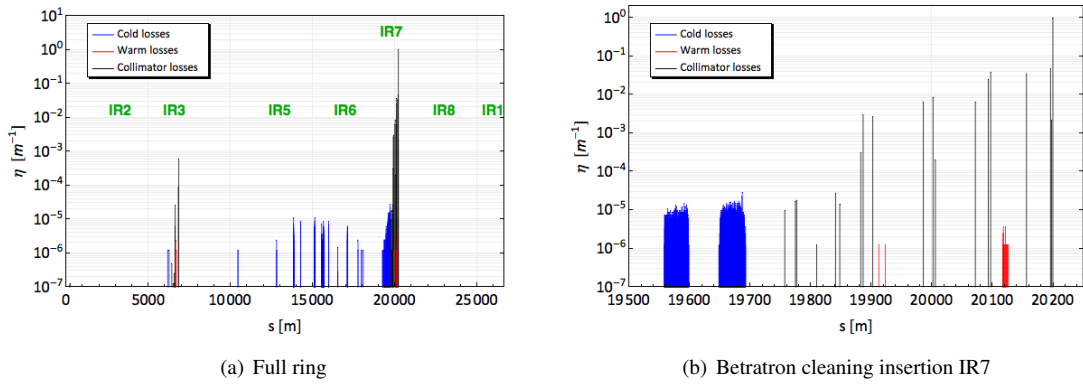 Cold losses
Warm losses
Collimator losses
IR7
IR2 IR3 IR5 IR6 IR8 IR1
10^0
10^-1
10^-2
10^-3
10^-4
10^-5
10^-6
10^-7
η [m^-1]
0 5000 10000 15000 20000 25000
s [m]
(a) Full ring
Cold losses
Warm losses
Collimator losses
10^0
10^-1
10^-2
10^-3
10^-4
10^-5
10^-6
10^-7
η [m^-1]
19500 19600 19700 19800 19900 20000 20100 20200
s [m]
(b) Betratron cleaning insertion IR7